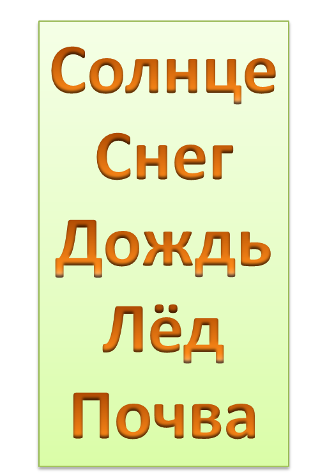 Солнце
Снег
Дождь
Лёд
Почва